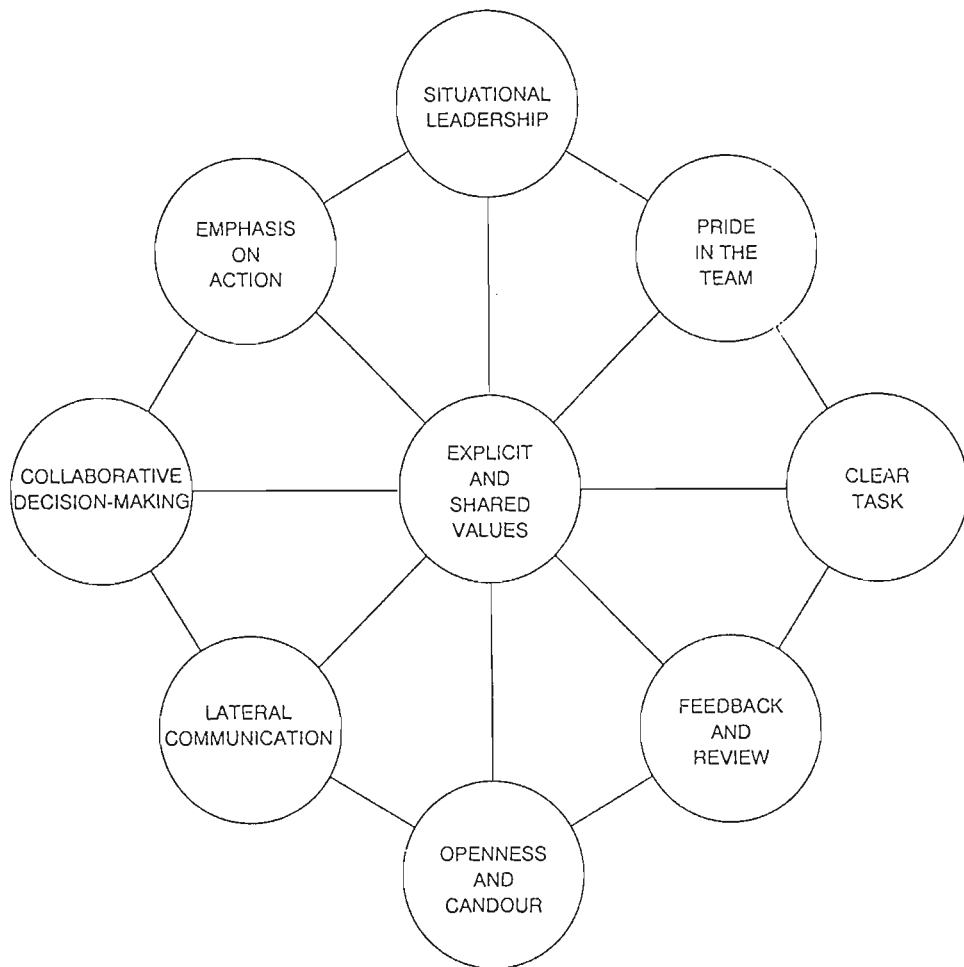 SITUATIONAL
LEADERSHIP
EMPHASIS
ON
ACTION
PRIDE
IN THE
TEAM
COLLABORATIVE
DECISION-MAKING
EXPLICIT
AND
SHARED
VALUES
CLEAR
TASK
LATERAL
COMMUNICATION
FEEDBACK
AND
REVIEW
OPENNESS
AND
CANDOUR